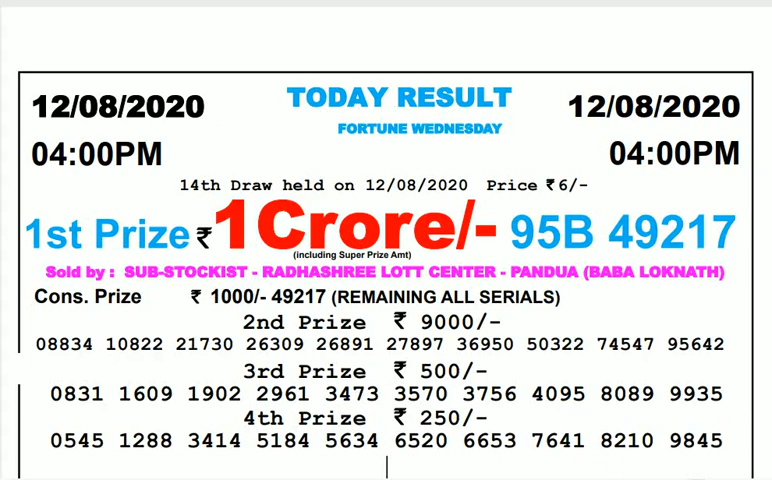 12/08/2020 TODAY RESULT 12/08/2020
FORTUNE WEDNESDAY
04:00PM 04:00PM
14th Draw held on 12/08/2020 Price ₹6/-
1st Prize ₹ 1Crore/- 95B 49217
(including Super Prize Amt)
Sold by : SUB-STOCKIST - RADHASHREE LOTT CENTER - PANDUA (BABA LOKNATH)
Cons. Prize ₹ 1000/- 49217 (REMAINING ALL SERIALS)
2nd Prize ₹ 9000/-
08834 10822 21730 26309 26891 27897 36950 50322 74547 95642
3rd Prize ₹ 500/-
0831 1609 1902 2961 3473 3570 3756 4095 8089 9935
4th Prize ₹ 250/-
0545 1288 3414 5184 5634 6520 6653 7641 8210 9845